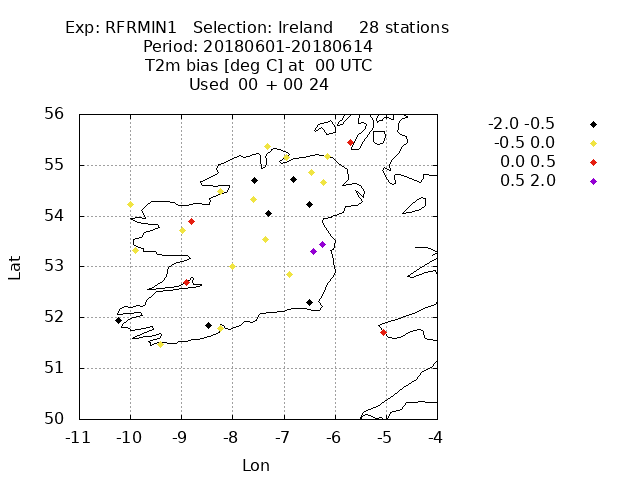 Exp: RFRMIN1 Selection: Ireland 28 stations
Period: 20180601-20180614
T2m bias [deg C] at 00 UTC
Used 00 + 00 24
-2.0 -0.5
-0.5 0.0
0.0 0.5
0.5 2.0
56
55
54
53
52
51
50
Lat
-11 -10 -9 -8 -7 -6 -5 -4
Lon